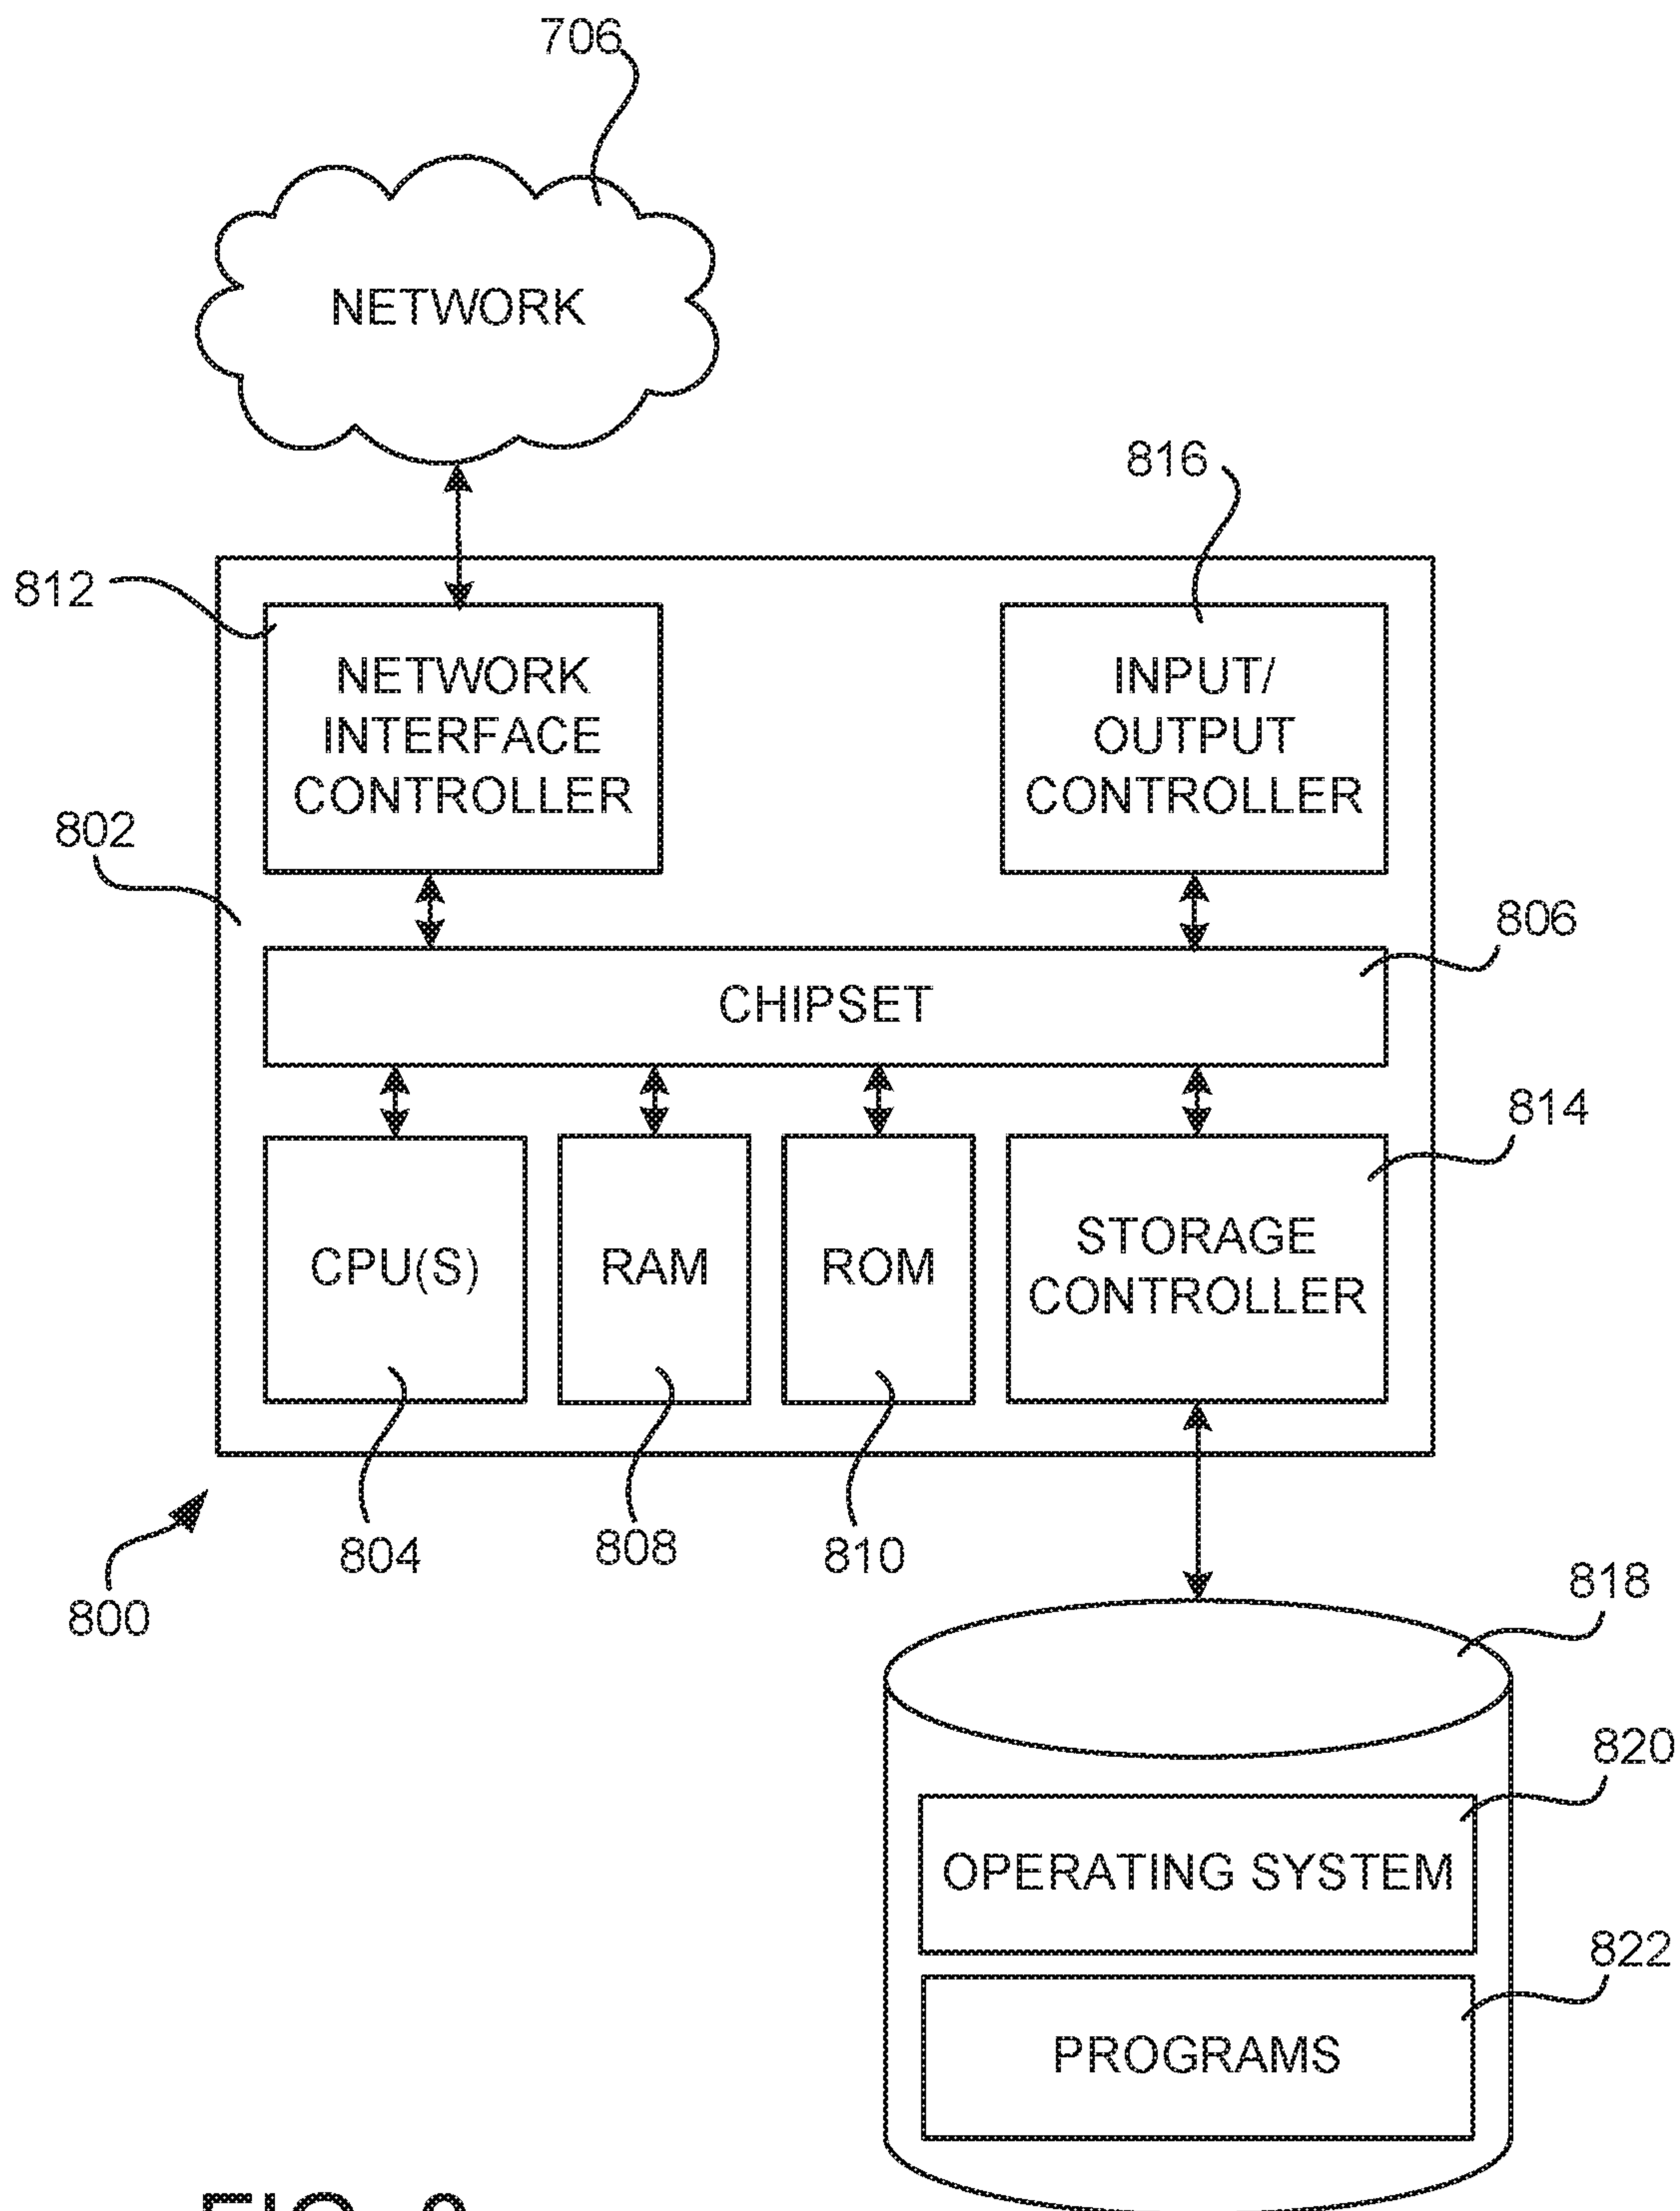 706
NETWORK
816
812
NETWORK
INTERFACE
CONTROLLER
INPUT/
OUTPUT
CONTROLLER
802
806
CHIPSET
814
CPU(S)
RAM
ROM
STORAGE
CONTROLLER
804
808
810
800
818
820
OPERATING SYSTEM
822
PROGRAMS